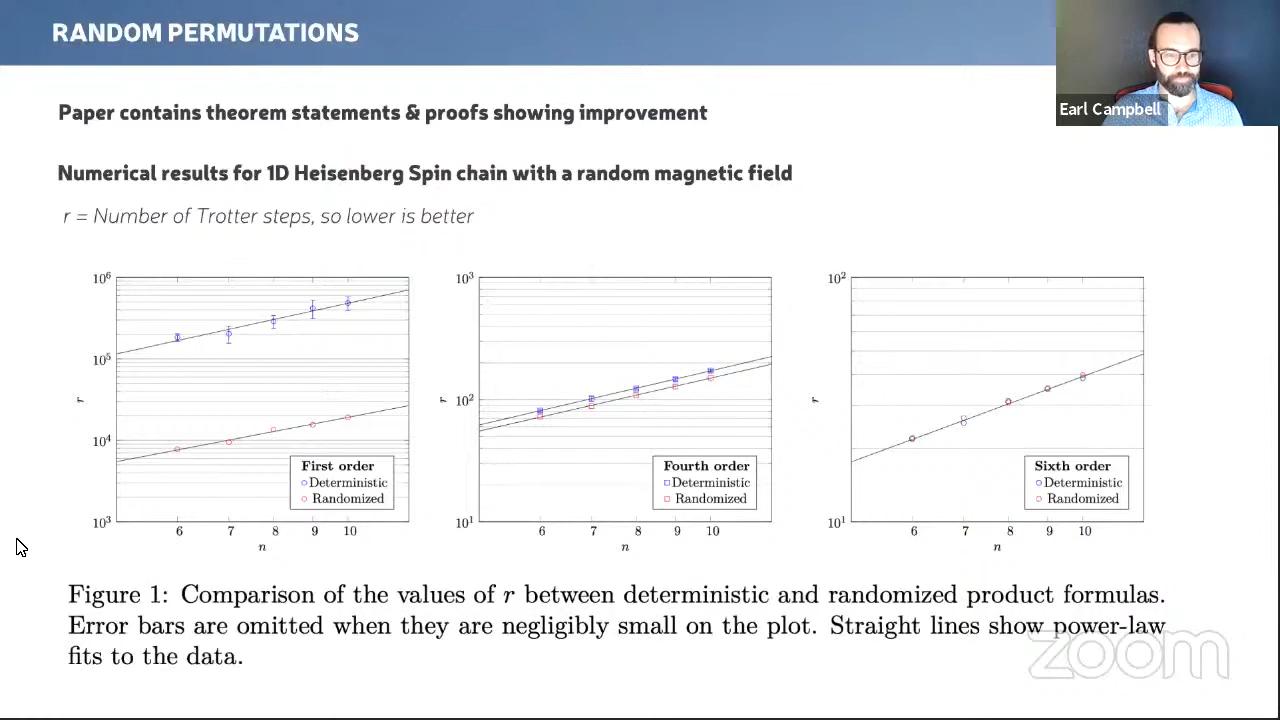 RANDOM PERMUTATIONS
Earl Campbell
Paper contains theorem statements & proofs showing improvement
Numerical results for 1D Heisenberg Spin chain with a random magnetic field
r = Number of Trotter steps, so lower is better
10^6
10^5
10^4
10^3
r
First order
Deterministic
Randomized
6 7 8 9 10
n
10^3
10^2
10^1
r
Fourth order
Deterministic
Randomized
6 7 8 9 10
n
10^2
10^1
r
Sixth order
Deterministic
Randomized
6 7 8 9 10
n
Figure 1: Comparison of the values of r between deterministic and randomized product formulas.
Error bars are omitted when they are negligibly small on the plot. Straight lines show power-law
fits to the data.
zoom